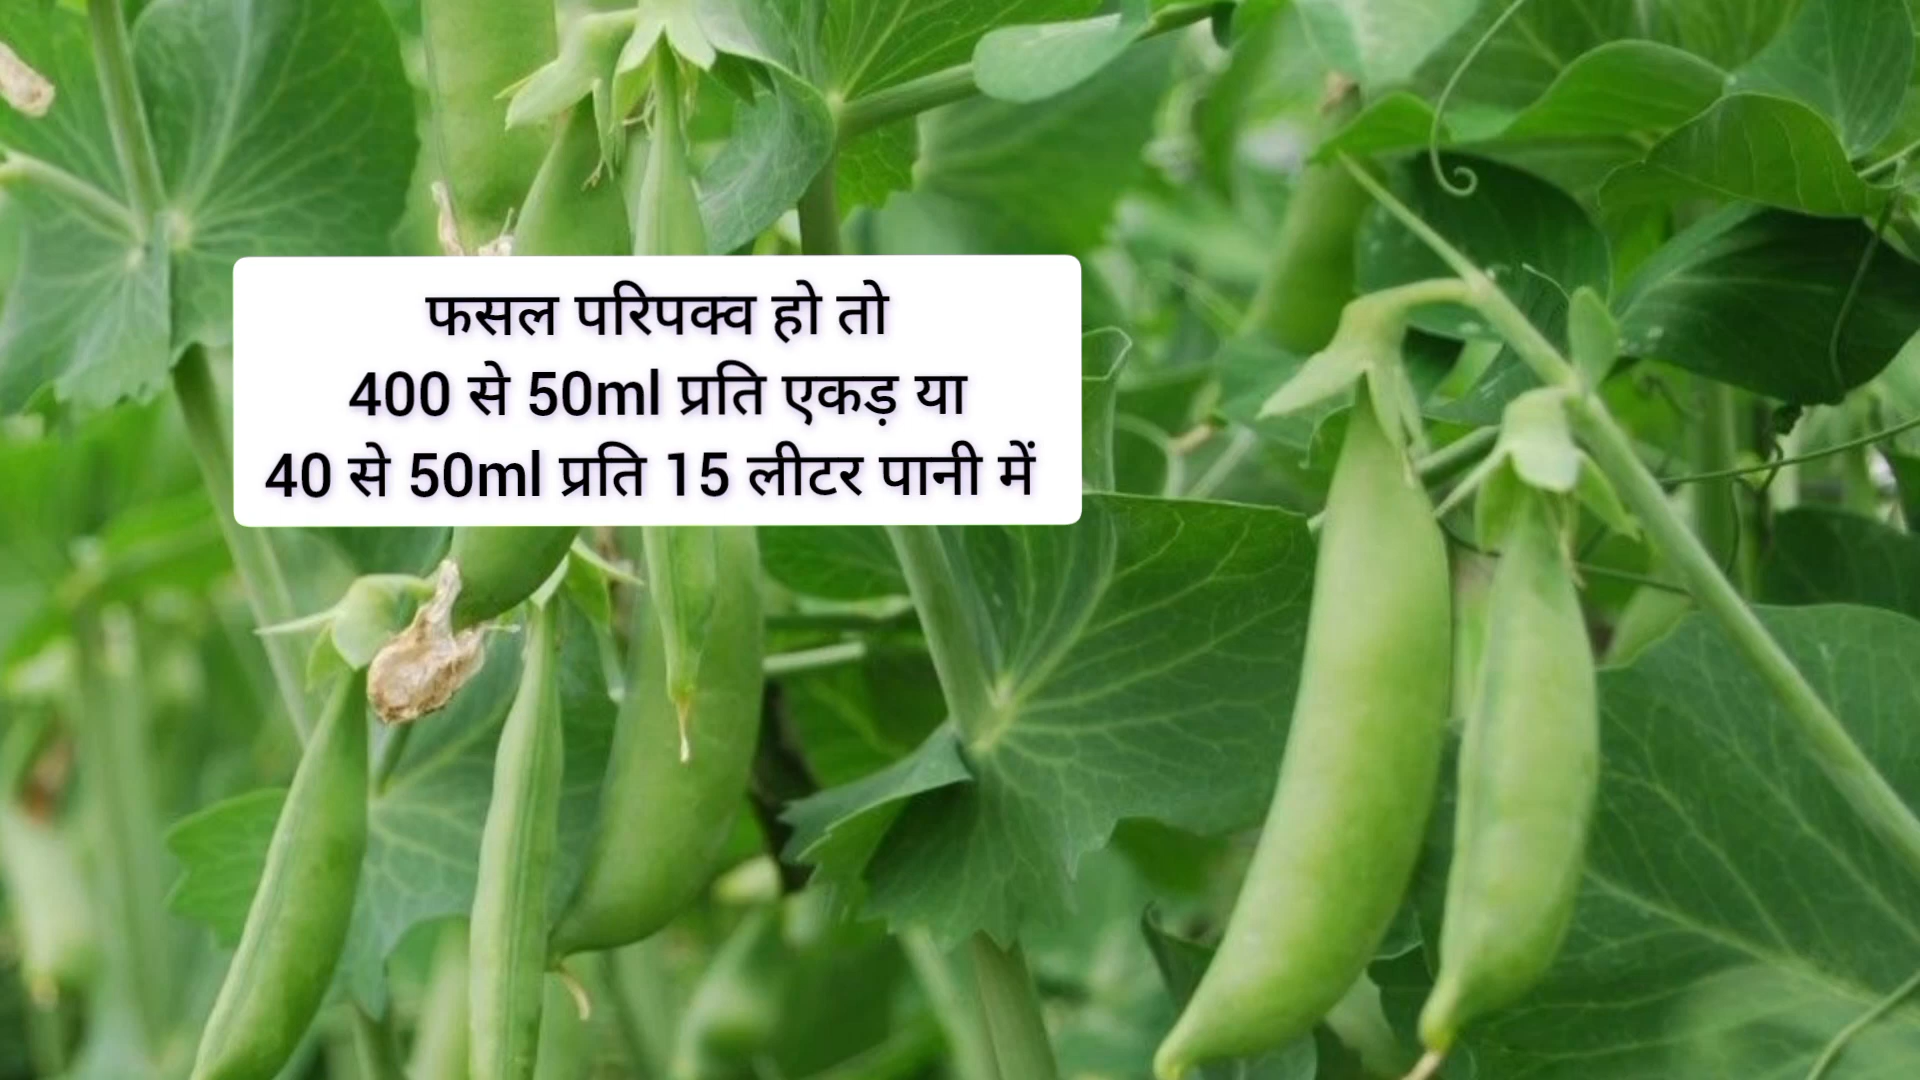 फसल परिपक्व हो तो
400 से 50ml प्रति एकड़ या
40 से 50ml प्रति 15 लीटर पानी में